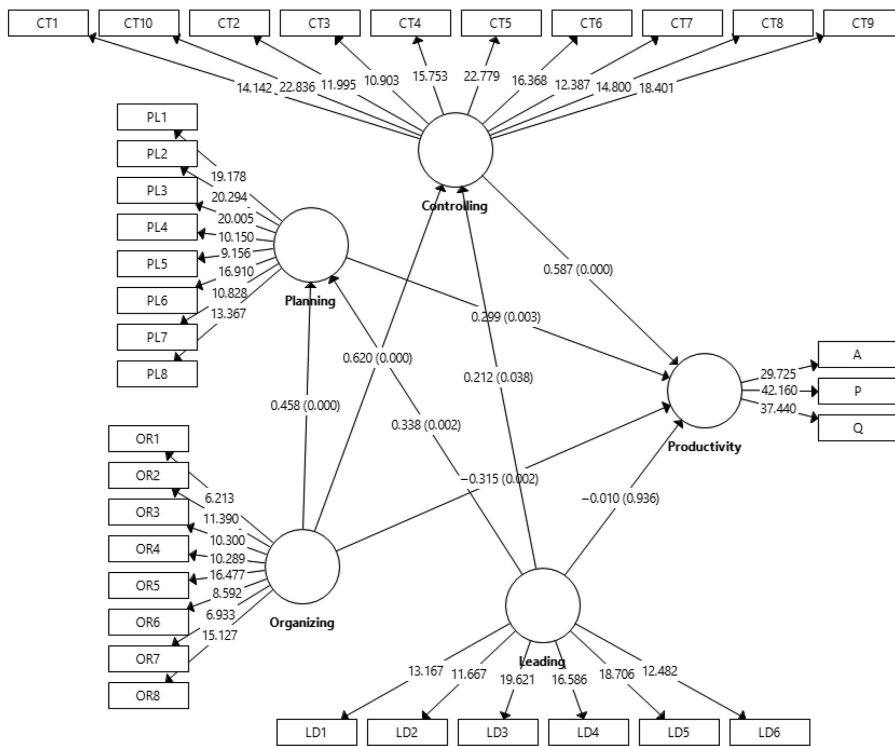 CT1 CT10 CT2 CT3 CT4 CT5 CT6 CT7 CT8 CT9
14.142 22.836 11.995 10.903 15.753 22.779 16.368 12.387 14.800 18.401
Controlling
PL1
PL2
PL3
PL4
PL5
PL6
PL7
PL8
19.178
20.294
20.005
10.150
9.156
16.910
10.828
13.367
Planning
0.587 (0.000)
0.299 (0.003)
0.620 (0.000)
0.212 (0.038)
0.458 (0.000)
0.338 (0.002)
−0.315 (0.002)
−0.010 (0.936)
A
P
Q
29.725
42.160
37.440
Productivity
OR1
OR2
OR3
OR4
OR5
OR6
OR7
OR8
6.213
11.390
10.300
10.289
16.477
8.592
6.933
15.127
Organizing
Leading
13.167 11.667 19.621 16.586 18.706 12.482
LD1 LD2 LD3 LD4 LD5 LD6